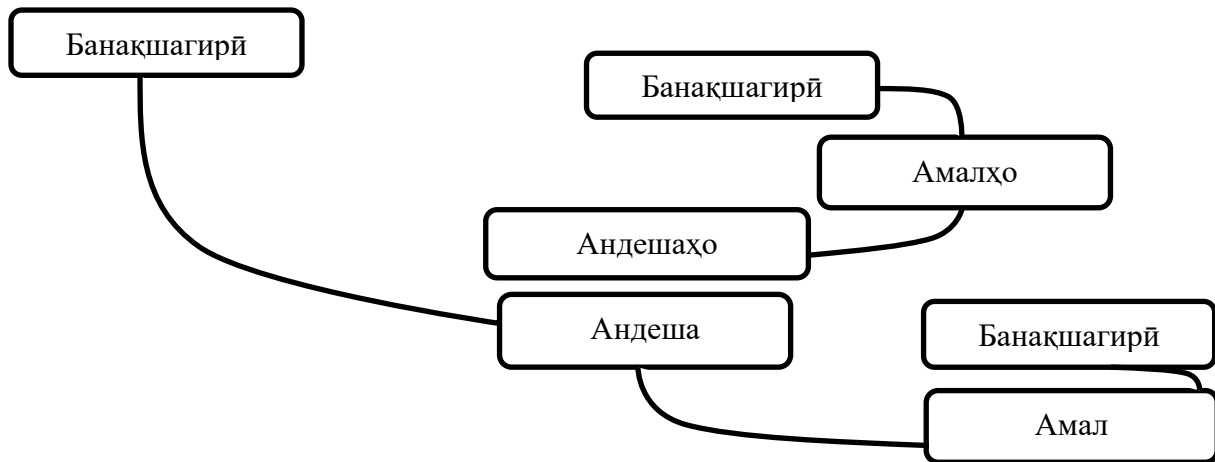 Банақшагирӣ
Банақшагирӣ
Амалҳо
Андешаҳо
Андеша
Банақшагирӣ
Амал